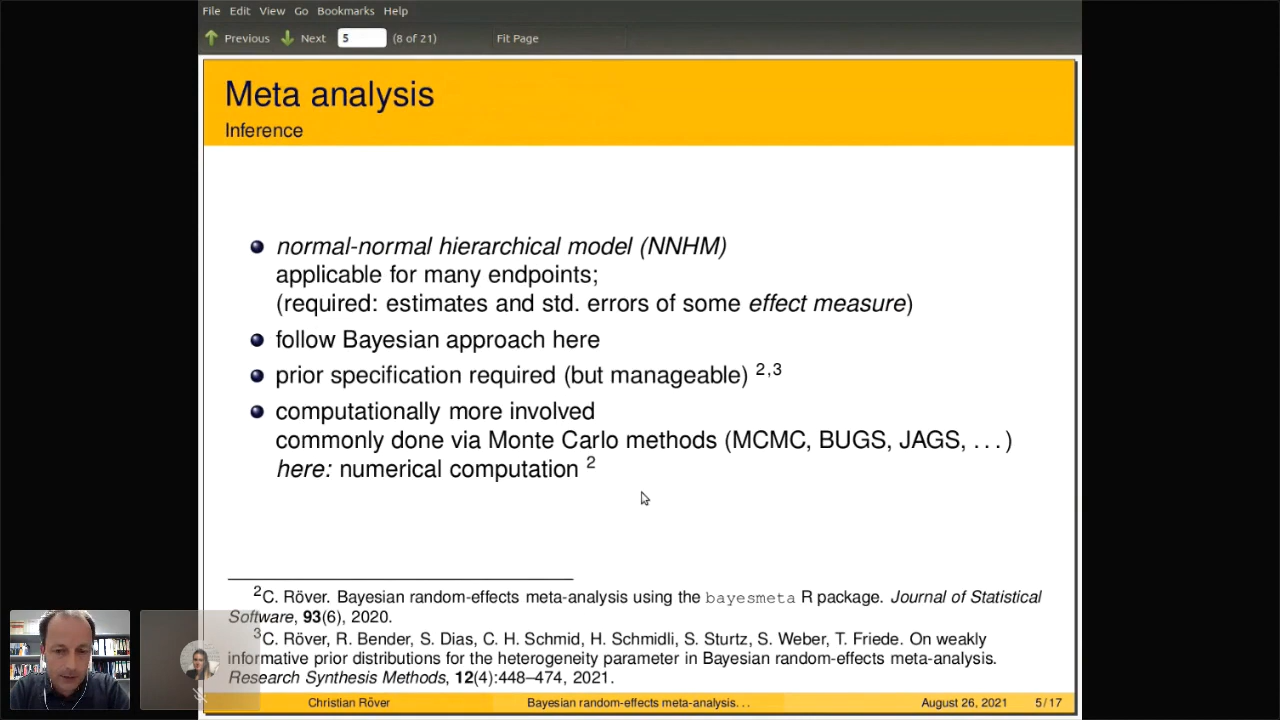 File Edit View Go Bookmarks Help
Previous Next 5 (8 of 21) Fit Page
Meta analysis
Inference
normal-normal hierarchical model (NNHM)
applicable for many endpoints;
(required: estimates and std. errors of some effect measure)
follow Bayesian approach here
prior specification required (but manageable) 2,3
computationally more involved
commonly done via Monte Carlo methods (MCMC, BUGS, JAGS, . . . )
here: numerical computation 2
2C. Röver. Bayesian random-effects meta-analysis using the bayesmeta R package. Journal of Statistical
Software, 93(6), 2020.
3C. Röver, R. Bender, S. Dias, C. H. Schmid, H. Schmidli, S. Sturtz, S. Weber, T. Friede. On weakly
informative prior distributions for the heterogeneity parameter in Bayesian random-effects meta-analysis.
Research Synthesis Methods, 12(4):448–474, 2021.
Christian Röver Bayesian random-effects meta-analysis. . . August 26, 2021 5 / 17